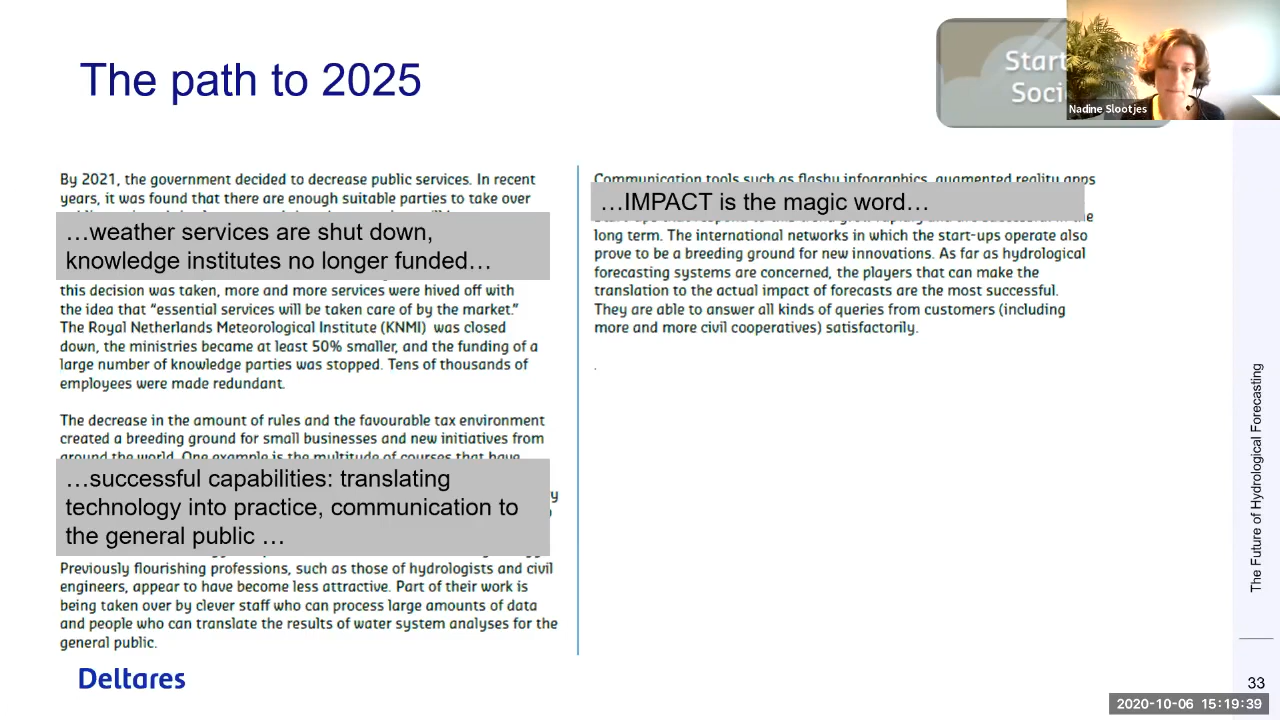 The path to 2025
Start
Soci
Nadine Slootjes
By 2021, the government decided to decrease public services. In recent
years, it was found that there are enough suitable parties to take over
…weather services are shut down,
knowledge institutes no longer funded…
this decision was taken, more and more services were hived off with
the idea that “essential services will be taken care of by the market.”
The Royal Netherlands Meteorological Institute (KNMI) was closed
down, the ministries became at least 50% smaller, and the funding of a
large number of knowledge parties was stopped. Tens of thousands of
employees were made redundant.
The decrease in the amount of rules and the favourable tax environment
created a breeding ground for small businesses and new initiatives from
around the world. One example is the multitude of courses that have
…successful capabilities: translating
technology into practice, communication to
the general public …
Previously flourishing professions, such as those of hydrologists and civil
engineers, appear to have become less attractive. Part of their work is
being taken over by clever staff who can process large amounts of data
and people who can translate the results of water system analyses for the
general public.
Communication tools such as flashy infographics, augmented reality apps
…IMPACT is the magic word…
long term. The international networks in which the start-ups operate also
prove to be a breeding ground for new innovations. As far as hydrological
forecasting systems are concerned, the players that can make the
translation to the actual impact of forecasts are the most successful.
They are able to answer all kinds of queries from customers (including
more and more civil cooperatives) satisfactorily.
.
Deltares
The Future of Hydrological Forecasting
33
2020-10-06 15:19:39